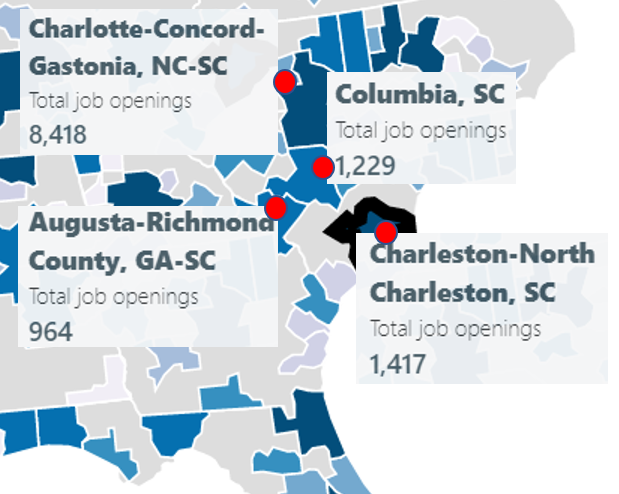 Charlotte-Concord-
Gastonia, NC-SC
Total job openings
8,418
Columbia, SC
Total job openings
1,229
Augusta-Richmond
County, GA-SC
Total job openings
964
Charleston-North
Charleston, SC
Total job openings
1,417